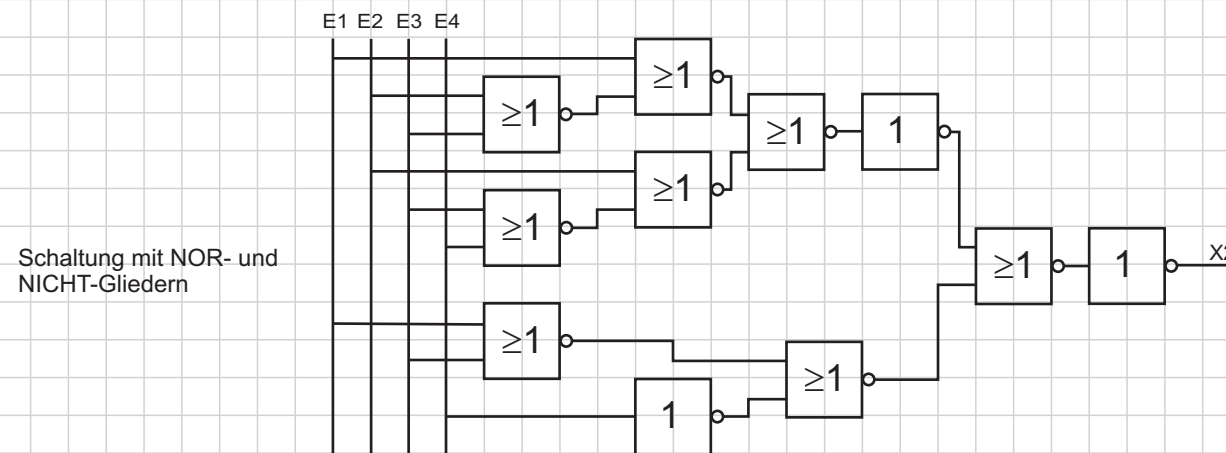 E1 E2 E3 E4
≥1
≥1
≥1
1
≥1
≥1
Schaltung mit NOR- und
NICHT-Gliedern
≥1
1
X2
≥1
≥1
1